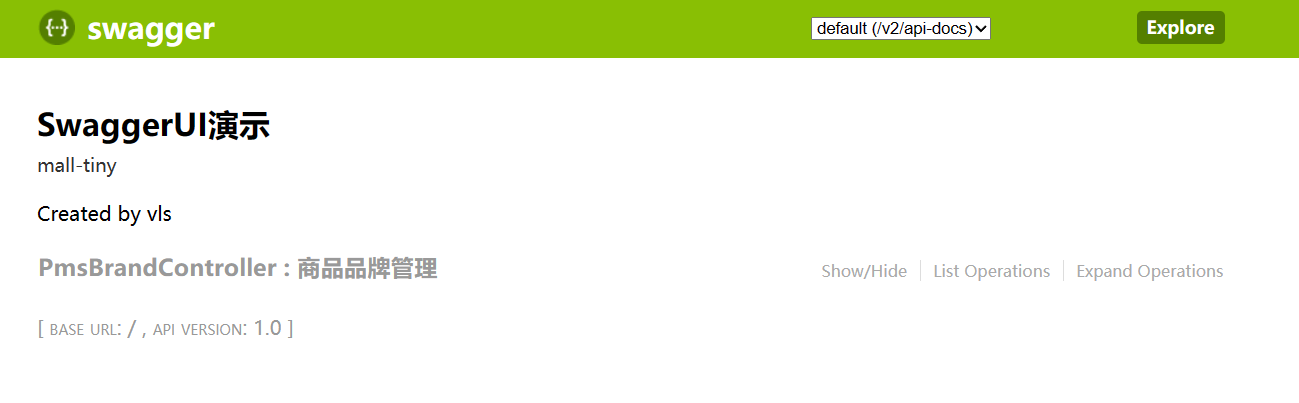 {···} swagger default (/v2/api-docs) Explore
SwaggerUI演示
mall-tiny
Created by vls
PmsBrandController : 商品品牌管理 Show/Hide List Operations Expand Operations
[ BASE URL: / , API VERSION: 1.0 ]